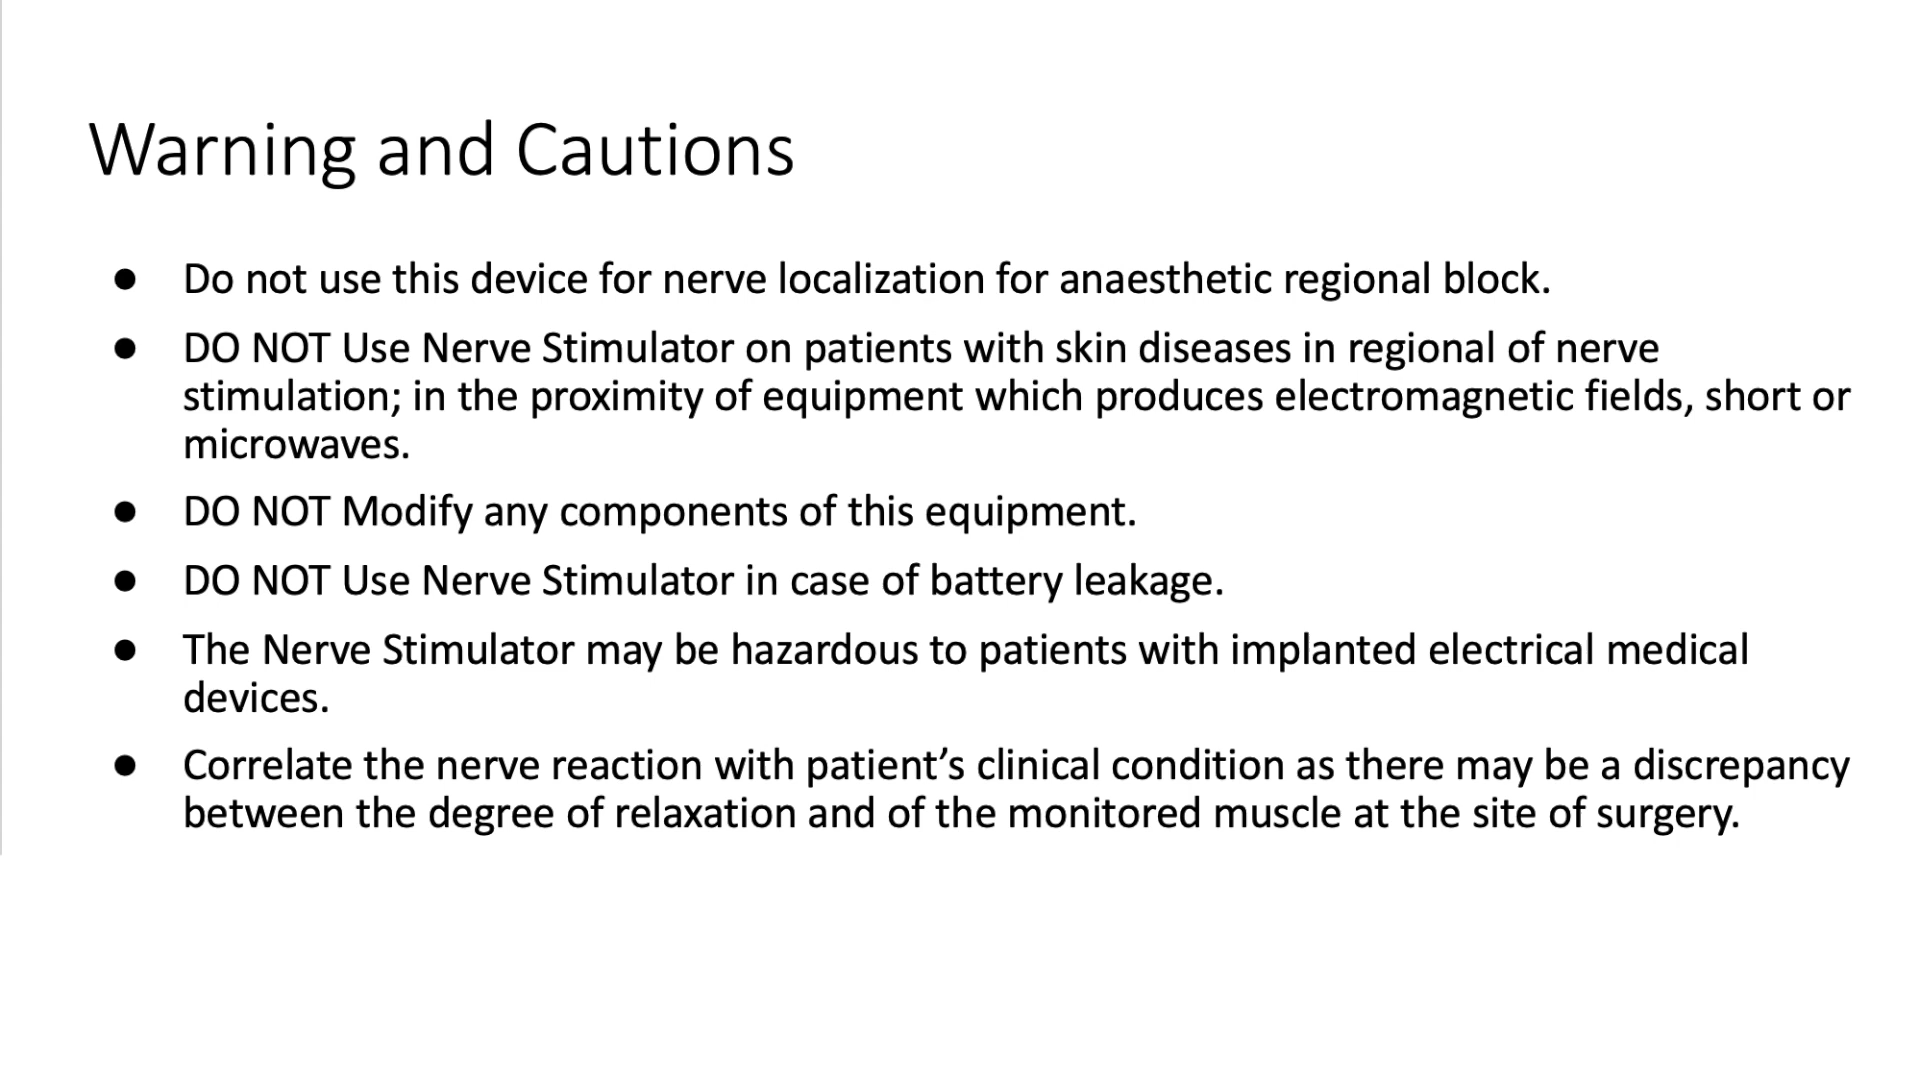 Warning and Cautions
● Do not use this device for nerve localization for anaesthetic regional block.
● DO NOT Use Nerve Stimulator on patients with skin diseases in regional of nerve
stimulation; in the proximity of equipment which produces electromagnetic fields, short or
microwaves.
● DO NOT Modify any components of this equipment.
● DO NOT Use Nerve Stimulator in case of battery leakage.
● The Nerve Stimulator may be hazardous to patients with implanted electrical medical
devices.
● Correlate the nerve reaction with patient’s clinical condition as there may be a discrepancy
between the degree of relaxation and of the monitored muscle at the site of surgery.